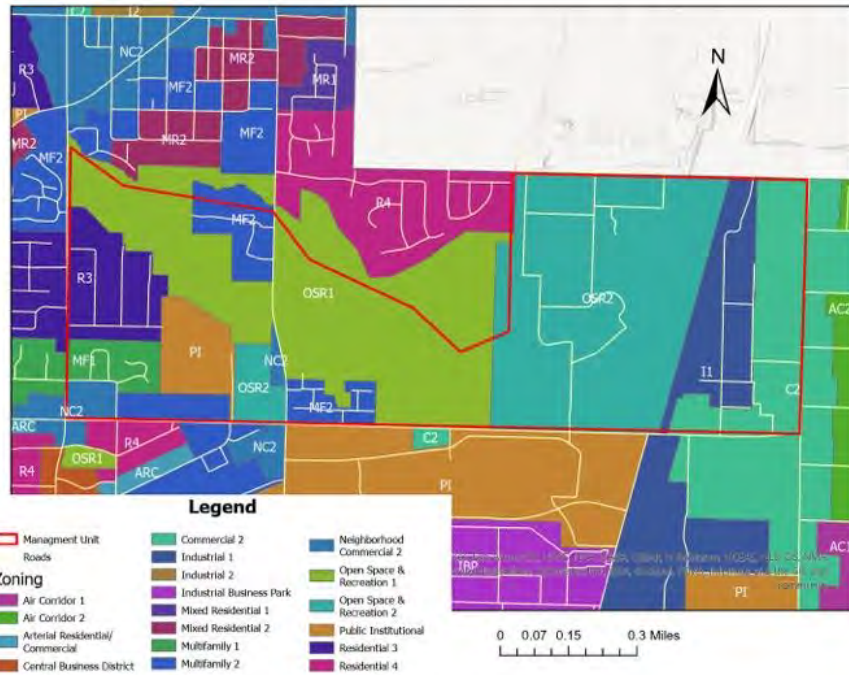 C2
I2
NC2
MR2
R3
MF2
MR1
PI
MR2
MF2
MR2
MF2
N
R4
MF2
R3
OSR1
OSR2
AC2
PI
NC2
MF1
I1
OSR2
C2
NC2
MF2
ARC
R4
C2
NC2
OSR1
ARC
R4
PI
IBP
AC1
PI
Legend
Managment Unit
Roads
Zoning
Air Corridor 1
Air Corridor 2
Arterial Residential/
Commercial
Central Business District
Commercial 2
Industrial 1
Industrial 2
Industrial Business Park
Mixed Residential 1
Mixed Residential 2
Multifamily 1
Multifamily 2
Neighborhood
Commercial 2
Open Space &
Recreation 1
Open Space &
Recreation 2
Public Institutional
Residential 3
Residential 4
0 0.07 0.15 0.3 Miles